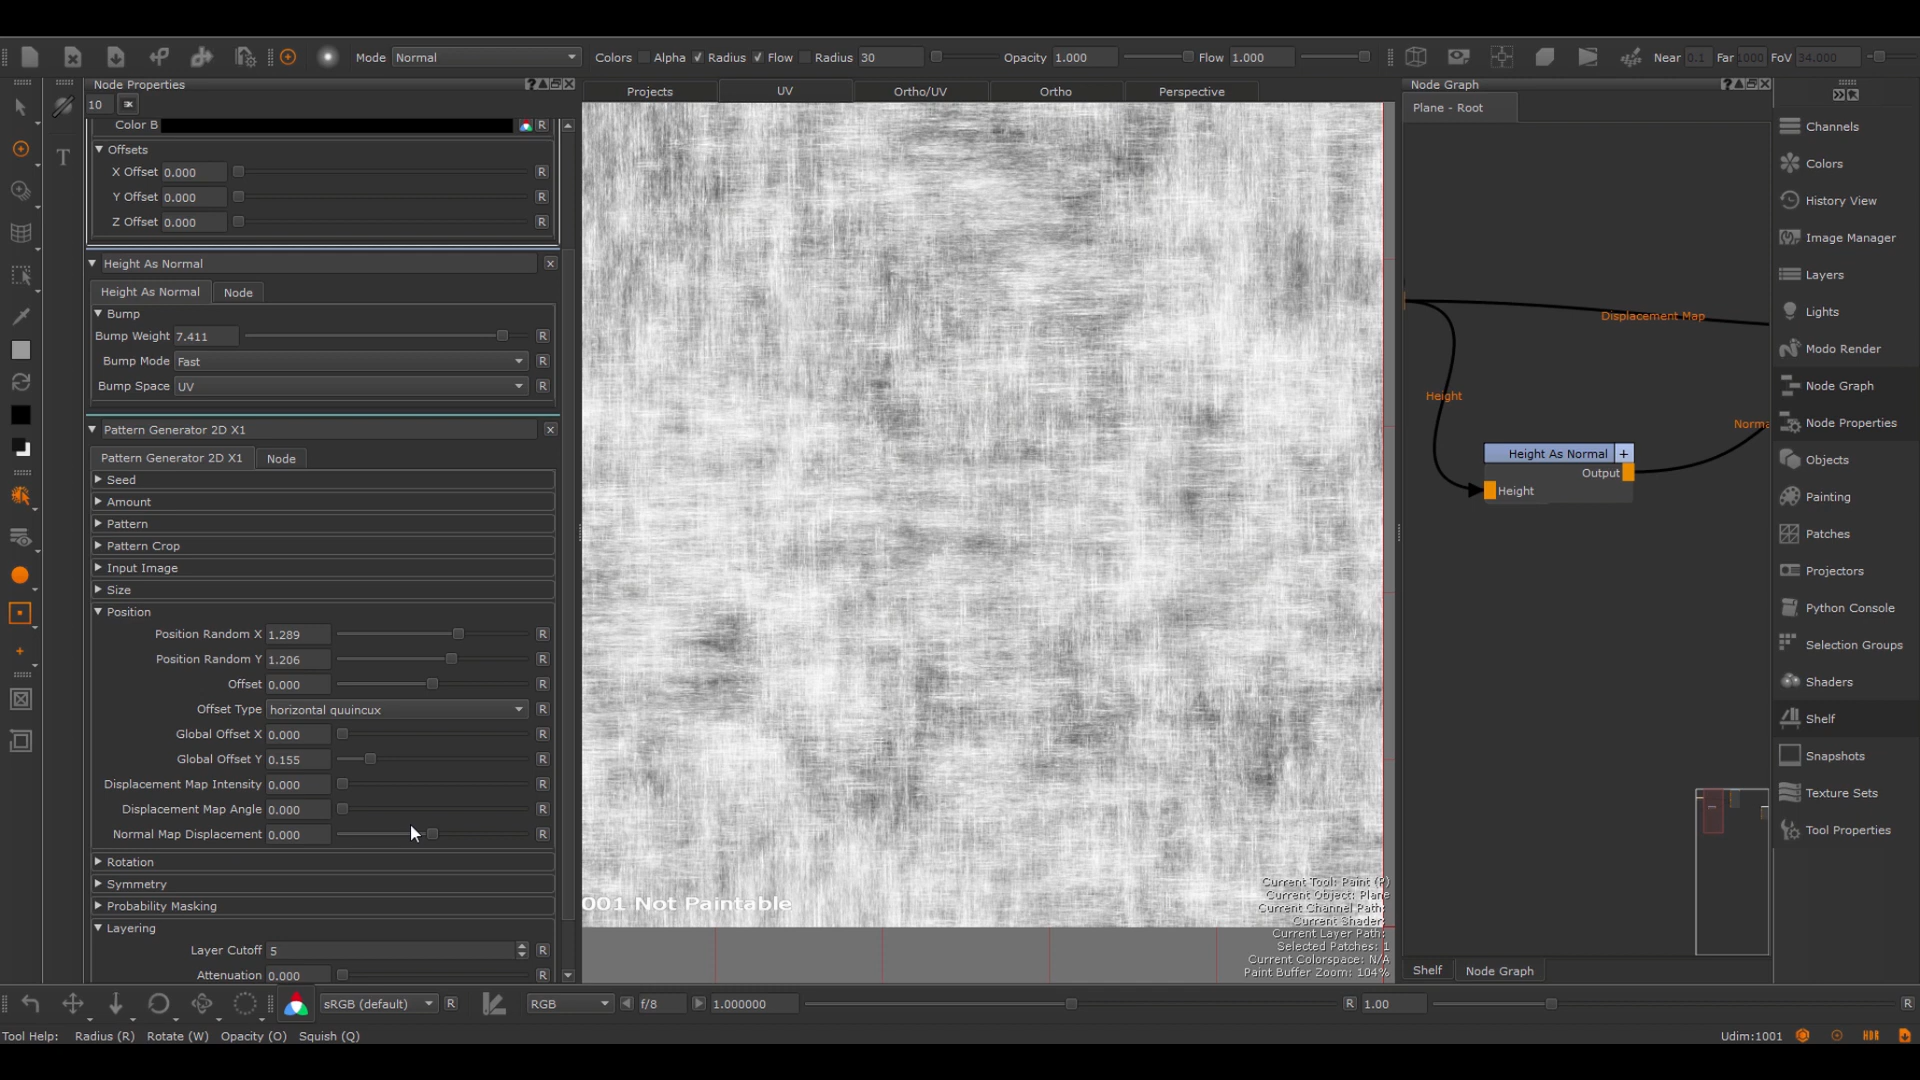 Mode Normal Colors Alpha Radius Flow Radius 30 Opacity 1.000 Flow 1.000 Near 0.1 Far 1000 FoV 34.000
Node Properties
10
Color B R
Offsets
X Offset 0.000 R
Y Offset 0.000 R
Z Offset 0.000 R
Height As Normal
Height As Normal Node
Bump
Bump Weight 7.411 R
Bump Mode Fast R
Bump Space UV R
Pattern Generator 2D X1
Pattern Generator 2D X1 Node
Seed
Amount
Pattern
Pattern Crop
Input Image
Size
Position
Position Random X 1.289 R
Position Random Y 1.206 R
Offset 0.000 R
Offset Type horizontal quuincux R
Global Offset X 0.000 R
Global Offset Y 0.155 R
Displacement Map Intensity 0.000 R
Displacement Map Angle 0.000 R
Normal Map Displacement 0.000 R
Rotation
Symmetry
Probability Masking
Layering
Layer Cutoff 5 R
Attenuation 0.000 R
Projects UV Ortho/UV Ortho Perspective
001 Not Paintable
Current Tool: Paint (P)
Current Object: Plane
Current Channel Path:
Current Shader:
Current Layer Path:
Selected Patches: 1
Current Colorspace: N/A
Paint Buffer Zoom: 104%
Node Graph
Plane - Root
Displacement Map
Height
Norma
Height As Normal +
Output
Height
Shelf Node Graph
Channels
Colors
History View
Image Manager
Layers
Lights
Modo Render
Node Graph
Node Properties
Objects
Painting
Patches
Projectors
Python Console
Selection Groups
Shaders
Shelf
Snapshots
Texture Sets
Tool Properties
sRGB (default) R RGB f/8 1.000000 R 1.00 R
Tool Help: Radius (R) Rotate (W) Opacity (O) Squish (Q) Udim:1001 HDR